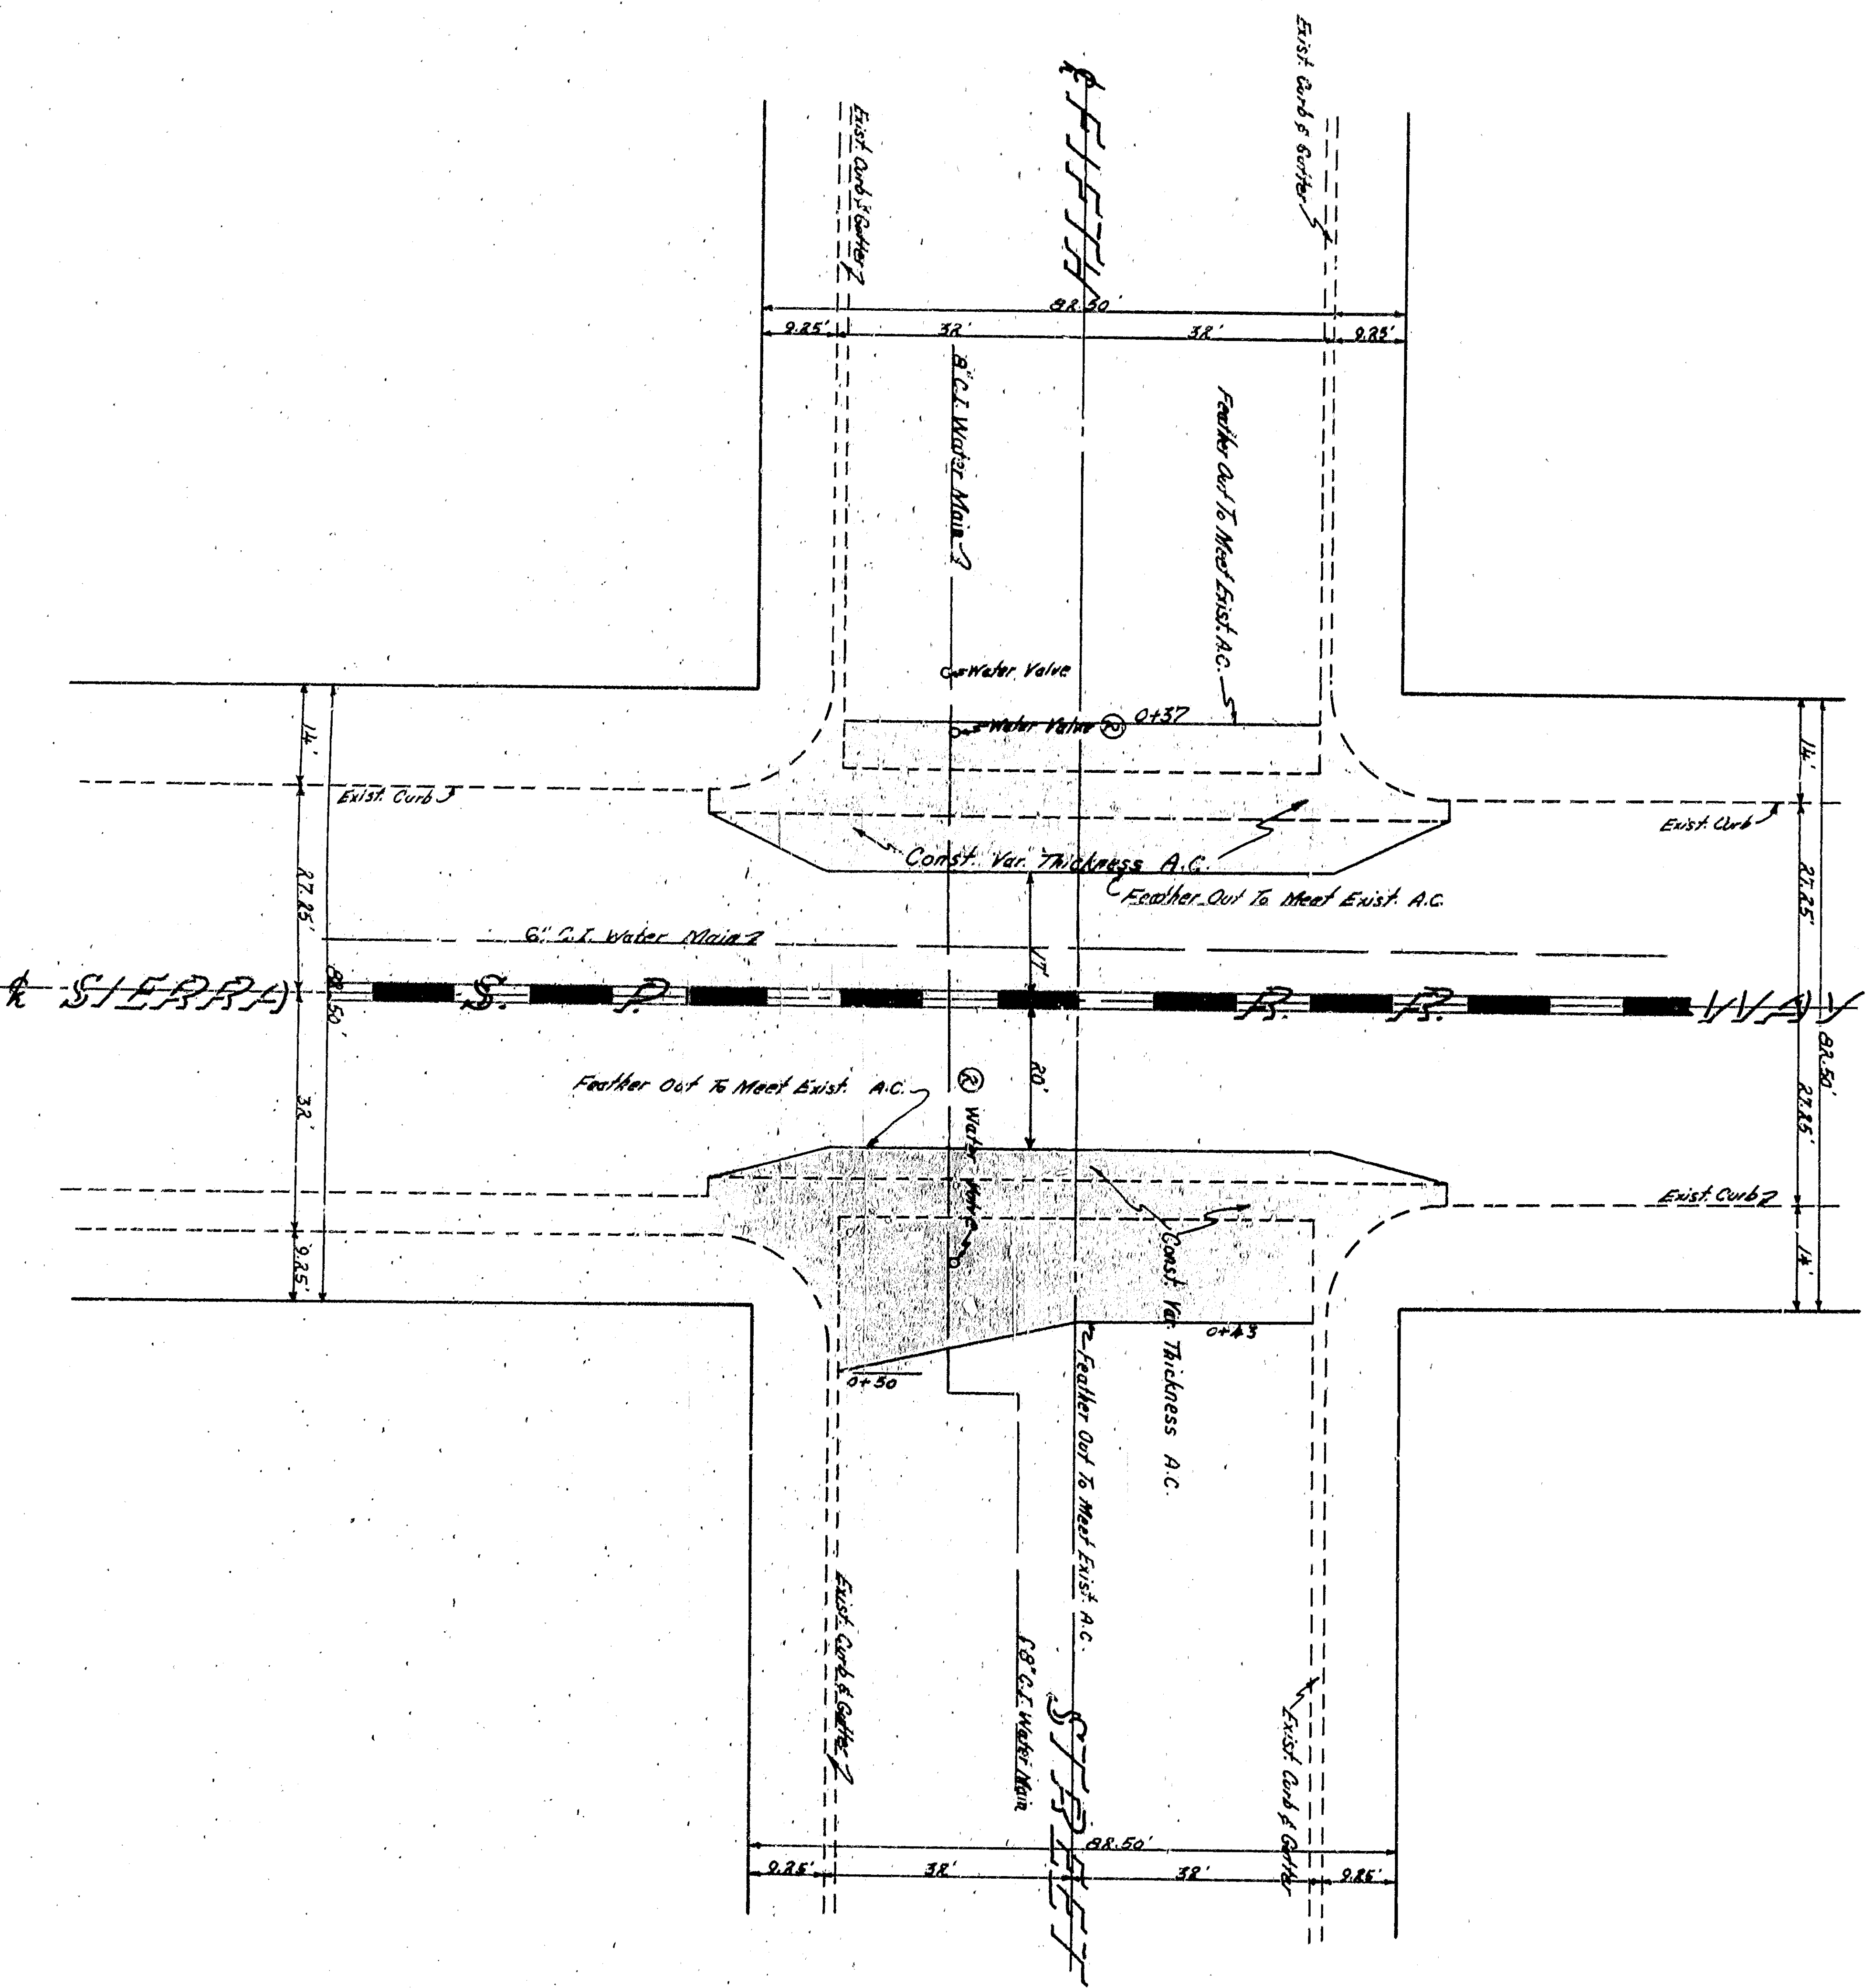 Exist. Curb & Gutter
℄ FIFTH
Exist. Curb & Gutter
82.50'
9.25'
32'
32'
9.25'
8" C.I. Water Main
Feather Out To Meet Exist. A.C.
Water Valve
Water Valve Ⓡ
0+37
14'
14'
Exist. Curb
Exist. Curb
Const. Var. Thickness A.C.
Feather Out To Meet Exist. A.C.
27.25'
27.25'
6" C.I. Water Main
17'
℄ SIERRA S. P. R. R. WAY
82.50'
82.50'
20'
Feather Out To Meet Exist. A.C.
Ⓡ Water Valve
32'
27.25'
Exist. Curb
9.25'
14'
Const. Var. Thickness A.C.
0+43
0+50
Feather Out To Meet Exist. A.C.
Exist. Curb & Gutter
8" C.I. Water Main
Exist. Curb & Gutter
STREET
82.50'
9.25'
32'
32'
9.25'